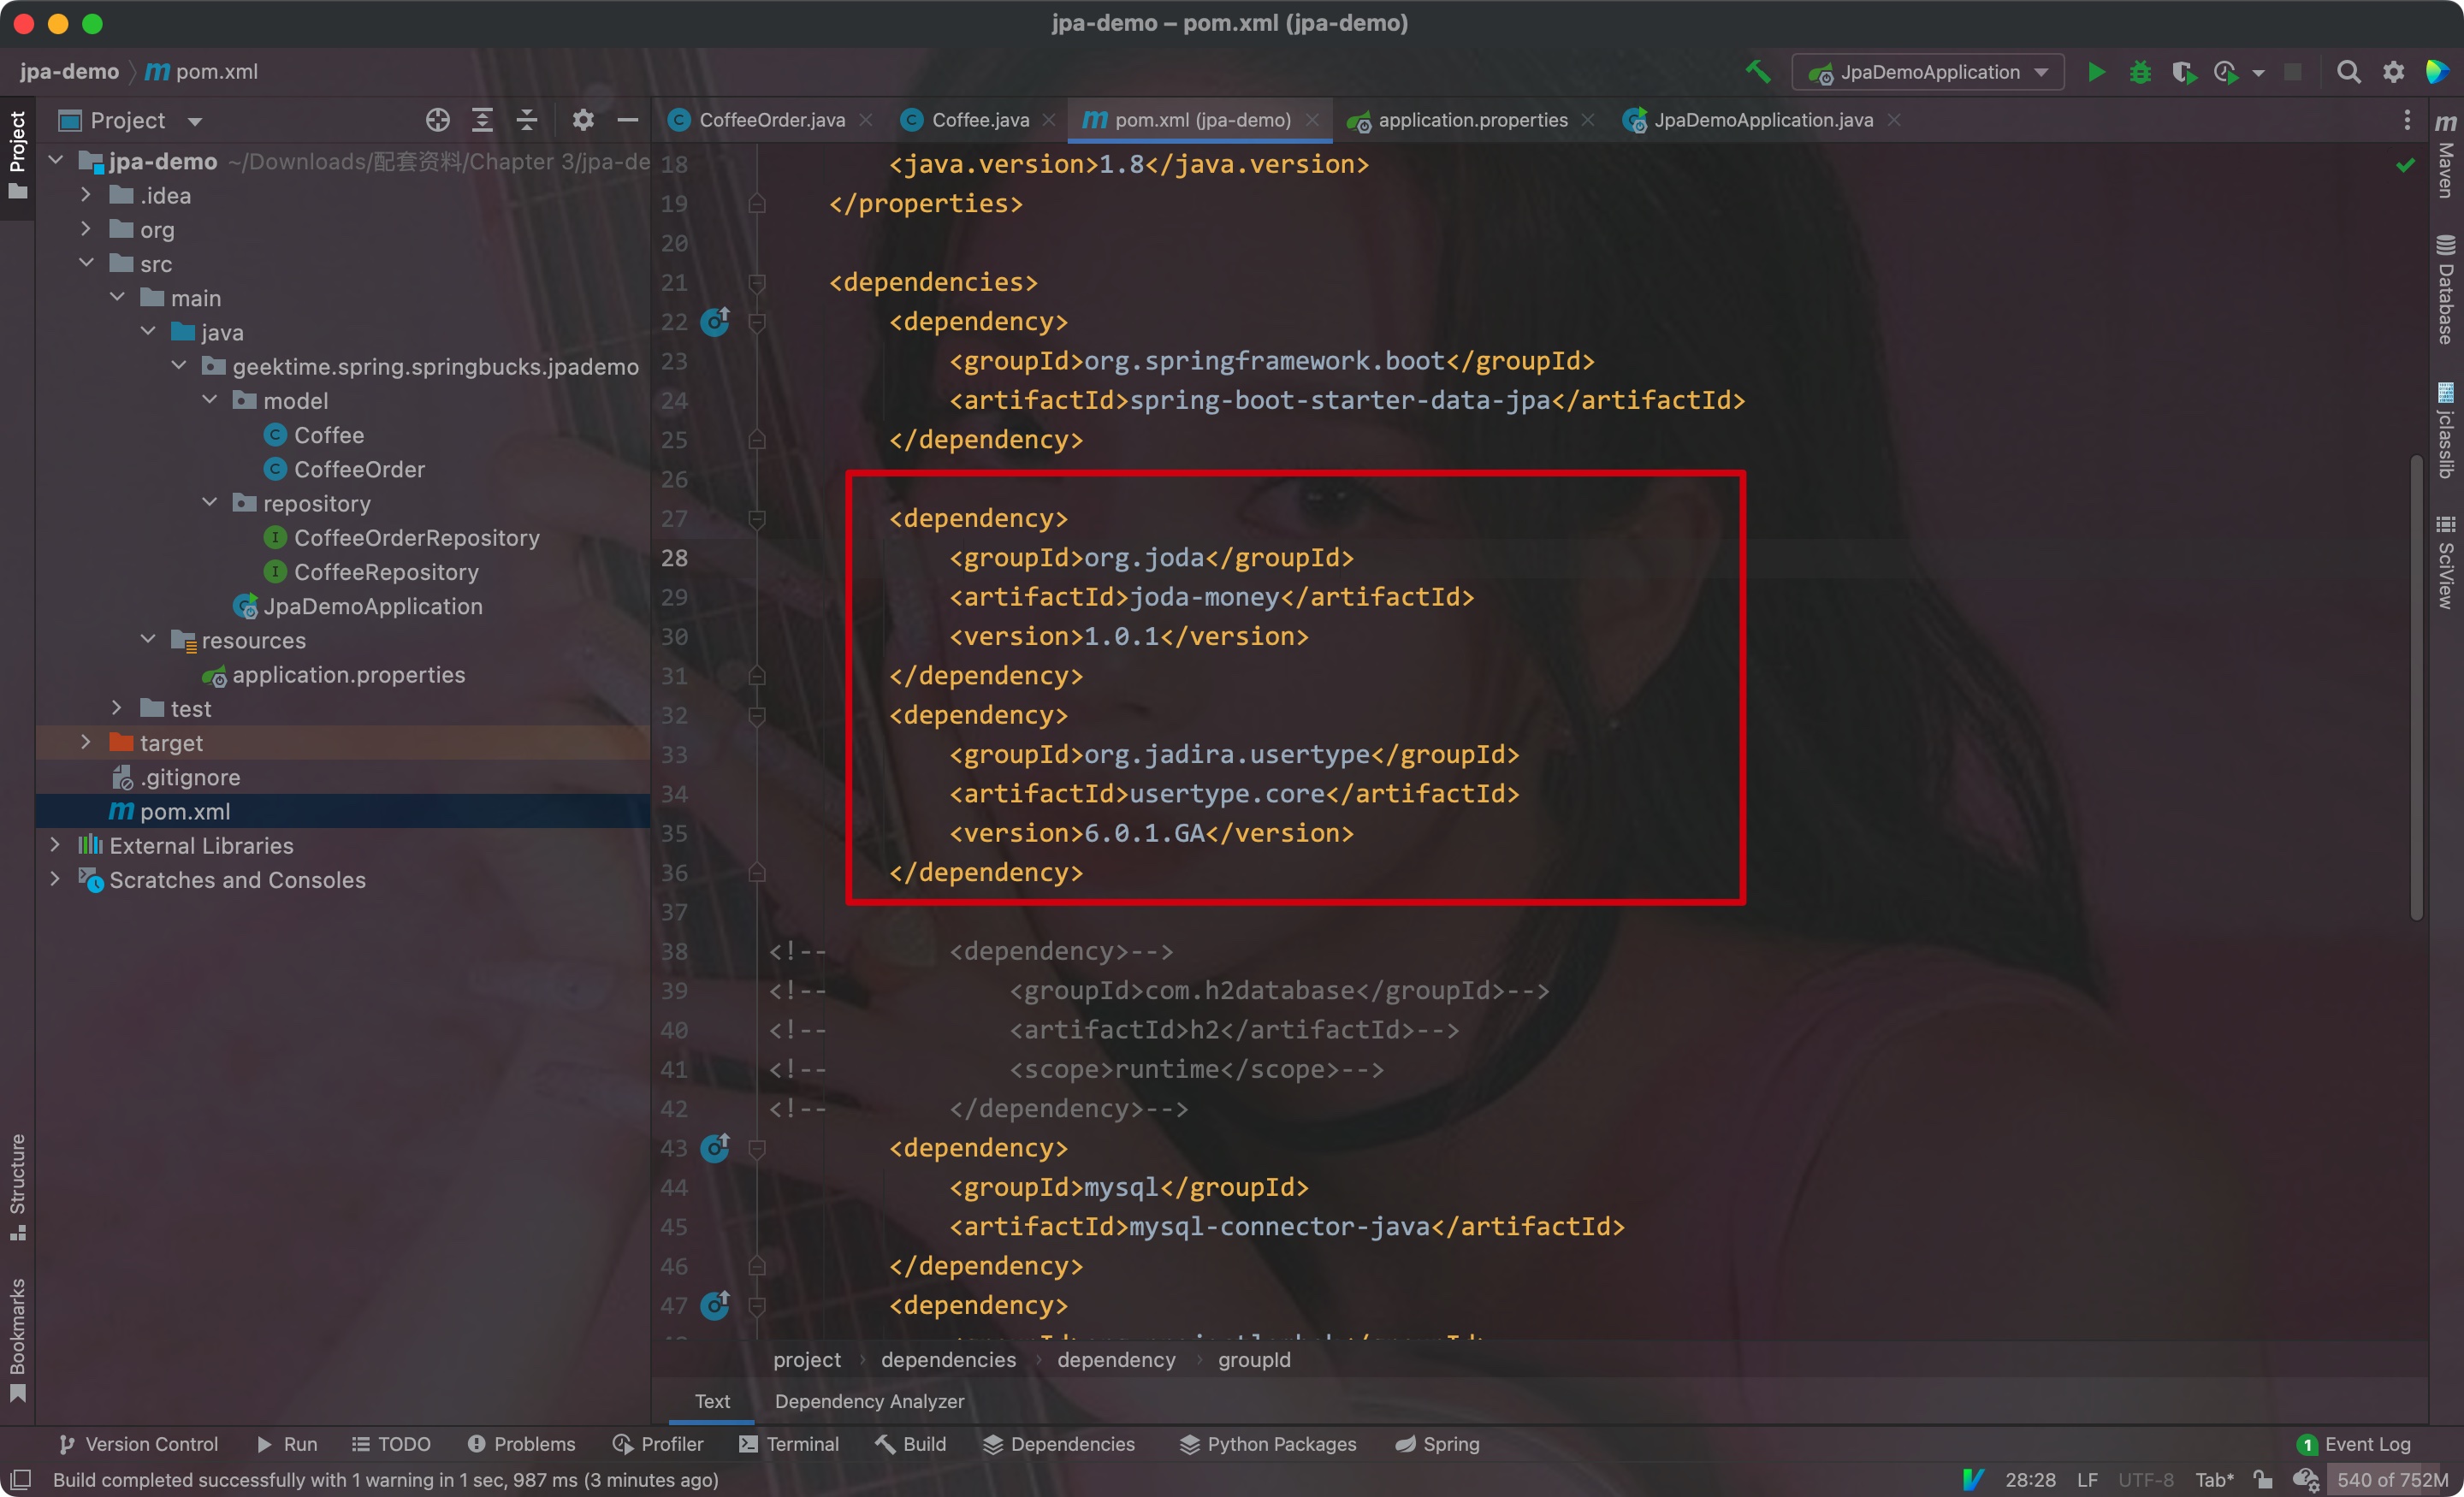 jpa-demo – pom.xml (jpa-demo)
jpa-demo
pom.xml
JpaDemoApplication
Project
Project
CoffeeOrder.java
Coffee.java
pom.xml (jpa-demo)
application.properties
JpaDemoApplication.java
jpa-demo ~/Downloads/配套资料/Chapter 3/jpa-de
.idea
org
src
main
java
geektime.spring.springbucks.jpademo
model
Coffee
CoffeeOrder
repository
CoffeeOrderRepository
CoffeeRepository
JpaDemoApplication
resources
application.properties
test
target
.gitignore
pom.xml
External Libraries
Scratches and Consoles
Structure
Bookmarks
18 <java.version>1.8</java.version>
19 </properties>
20
21 <dependencies>
22 <dependency>
23 <groupId>org.springframework.boot</groupId>
24 <artifactId>spring-boot-starter-data-jpa</artifactId>
25 </dependency>
26
27 <dependency>
28 <groupId>org.joda</groupId>
29 <artifactId>joda-money</artifactId>
30 <version>1.0.1</version>
31 </dependency>
32 <dependency>
33 <groupId>org.jadira.usertype</groupId>
34 <artifactId>usertype.core</artifactId>
35 <version>6.0.1.GA</version>
36 </dependency>
37
38 <!-- <dependency>-->
39 <!-- <groupId>com.h2database</groupId>-->
40 <!-- <artifactId>h2</artifactId>-->
41 <!-- <scope>runtime</scope>-->
42 <!-- </dependency>-->
43 <dependency>
44 <groupId>mysql</groupId>
45 <artifactId>mysql-connector-java</artifactId>
46 </dependency>
47 <dependency>
project
dependencies
dependency
groupId
Text
Dependency Analyzer
Maven
Database
jclasslib
SciView
Version Control
Run
TODO
Problems
Profiler
Terminal
Build
Dependencies
Python Packages
Spring
1 Event Log
Build completed successfully with 1 warning in 1 sec, 987 ms (3 minutes ago)
28:28 LF UTF-8 Tab* 540 of 752M